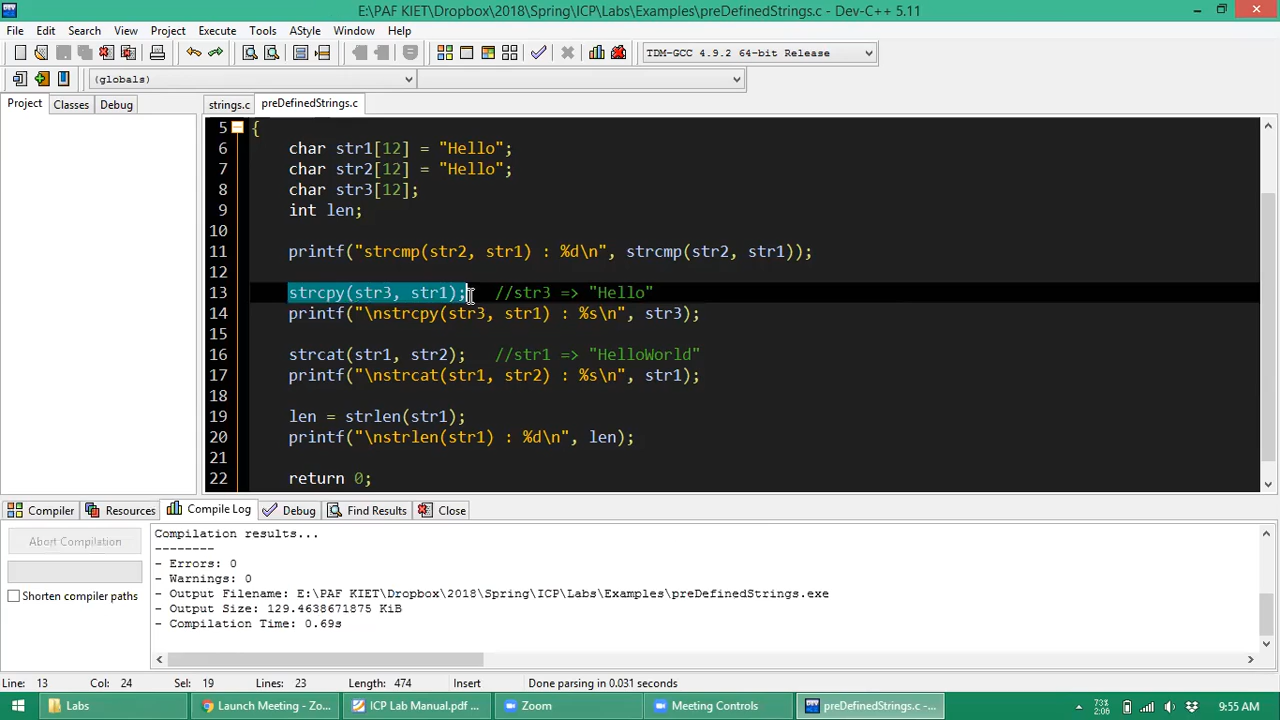 E:\PAF KIET\Dropbox\2018\Spring\ICP\Labs\Examples\preDefinedStrings.c - Dev-C++ 5.11
File Edit Search View Project Execute Tools AStyle Window Help
TDM-GCC 4.9.2 64-bit Release
(globals)
Project Classes Debug strings.c preDefinedStrings.c
5 {
6 char str1[12] = "Hello";
7 char str2[12] = "Hello";
8 char str3[12];
9 int len;
10
11 printf("strcmp(str2, str1) : %d\n", strcmp(str2, str1));
12
13 strcpy(str3, str1); //str3 => "Hello"
14 printf("\nstrcpy(str3, str1) : %s\n", str3);
15
16 strcat(str1, str2); //str1 => "HelloWorld"
17 printf("\nstrcat(str1, str2) : %s\n", str1);
18
19 len = strlen(str1);
20 printf("\nstrlen(str1) : %d\n", len);
21
22 return 0;
Compiler Resources Compile Log Debug Find Results Close
Abort Compilation
Shorten compiler paths
Compilation results...
--------
- Errors: 0
- Warnings: 0
- Output Filename: E:\PAF KIET\Dropbox\2018\Spring\ICP\Labs\Examples\preDefinedStrings.exe
- Output Size: 129.4638671875 KiB
- Compilation Time: 0.69s
Line: 13 Col: 24 Sel: 19 Lines: 23 Length: 474 Insert Done parsing in 0.031 seconds
Labs Launch Meeting - Zo... ICP Lab Manual.pdf ... Zoom Meeting Controls preDefinedStrings.c -... 73% 2:06 9:55 AM